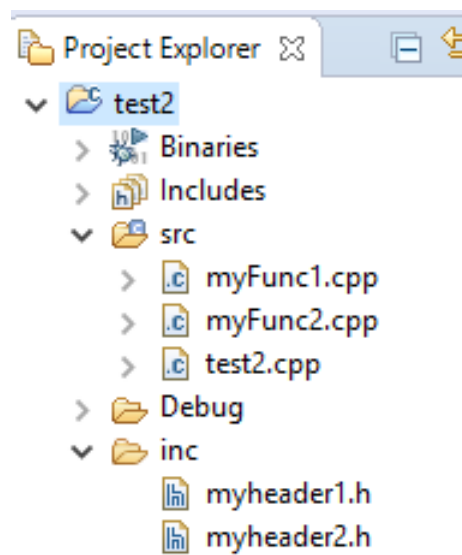 Project Explorer
test2
Binaries
Includes
src
myFunc1.cpp
myFunc2.cpp
test2.cpp
Debug
inc
myheader1.h
myheader2.h